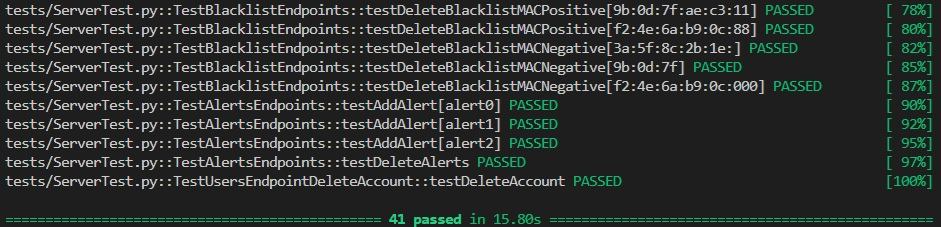 tests/ServerTest.py::TestBlacklistEndpoints::testDeleteBlacklistMACPositive[9b:0d:7f:ae:c3:11] PASSED [ 78%]
tests/ServerTest.py::TestBlacklistEndpoints::testDeleteBlacklistMACPositive[f2:4e:6a:b9:0c:88] PASSED [ 80%]
tests/ServerTest.py::TestBlacklistEndpoints::testDeleteBlacklistMACNegative[3a:5f:8c:2b:1e:] PASSED [ 82%]
tests/ServerTest.py::TestBlacklistEndpoints::testDeleteBlacklistMACNegative[9b:0d:7f] PASSED [ 85%]
tests/ServerTest.py::TestBlacklistEndpoints::testDeleteBlacklistMACNegative[f2:4e:6a:b9:0c:000] PASSED [ 87%]
tests/ServerTest.py::TestAlertsEndpoints::testAddAlert[alert0] PASSED [ 90%]
tests/ServerTest.py::TestAlertsEndpoints::testAddAlert[alert1] PASSED [ 92%]
tests/ServerTest.py::TestAlertsEndpoints::testAddAlert[alert2] PASSED [ 95%]
tests/ServerTest.py::TestAlertsEndpoints::testDeleteAlerts PASSED [ 97%]
tests/ServerTest.py::TestUsersEndpointDeleteAccount::testDeleteAccount PASSED [100%]
=============================================== 41 passed in 15.80s ================================================